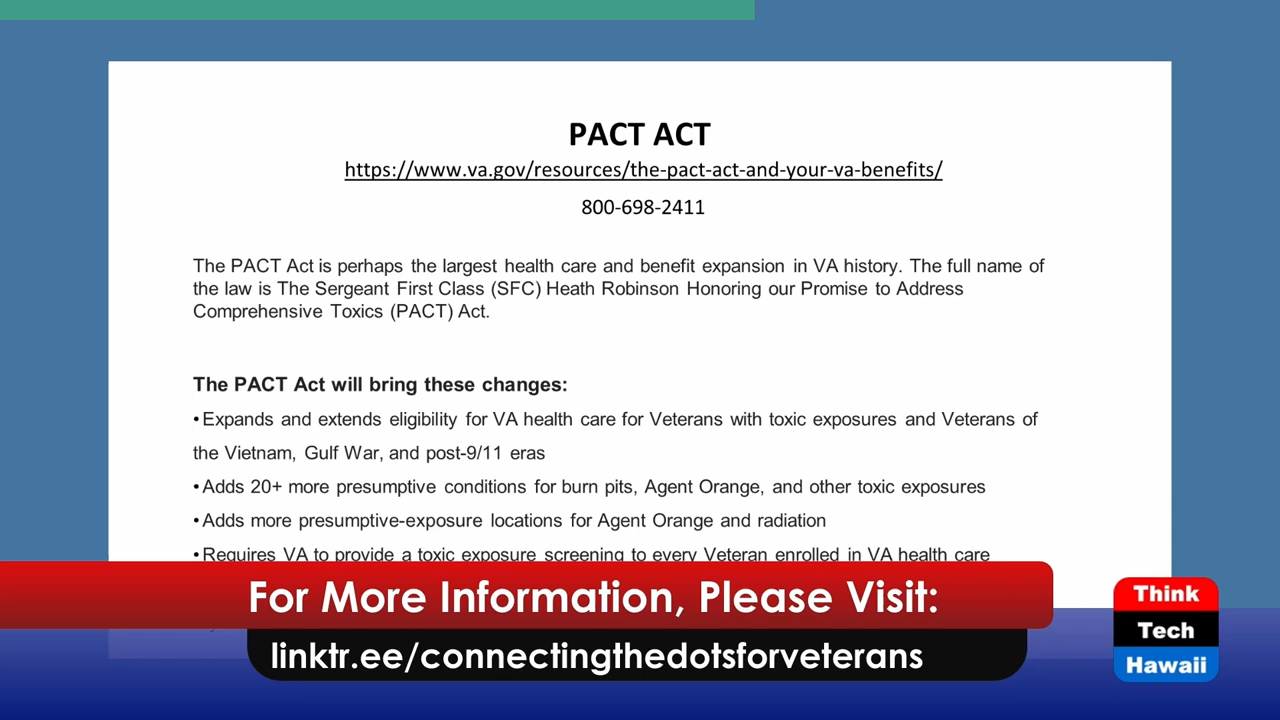 PACT ACT
https://www.va.gov/resources/the-pact-act-and-your-va-benefits/
800-698-2411
The PACT Act is perhaps the largest health care and benefit expansion in VA history. The full name of
the law is The Sergeant First Class (SFC) Heath Robinson Honoring our Promise to Address
Comprehensive Toxics (PACT) Act.
The PACT Act will bring these changes:
•Expands and extends eligibility for VA health care for Veterans with toxic exposures and Veterans of
the Vietnam, Gulf War, and post-9/11 eras
•Adds 20+ more presumptive conditions for burn pits, Agent Orange, and other toxic exposures
•Adds more presumptive-exposure locations for Agent Orange and radiation
•Requires VA to provide a toxic exposure screening to every Veteran enrolled in VA health care
For More Information, Please Visit:
linktr.ee/connectingthedotsforveterans
Think
Tech
Hawaii